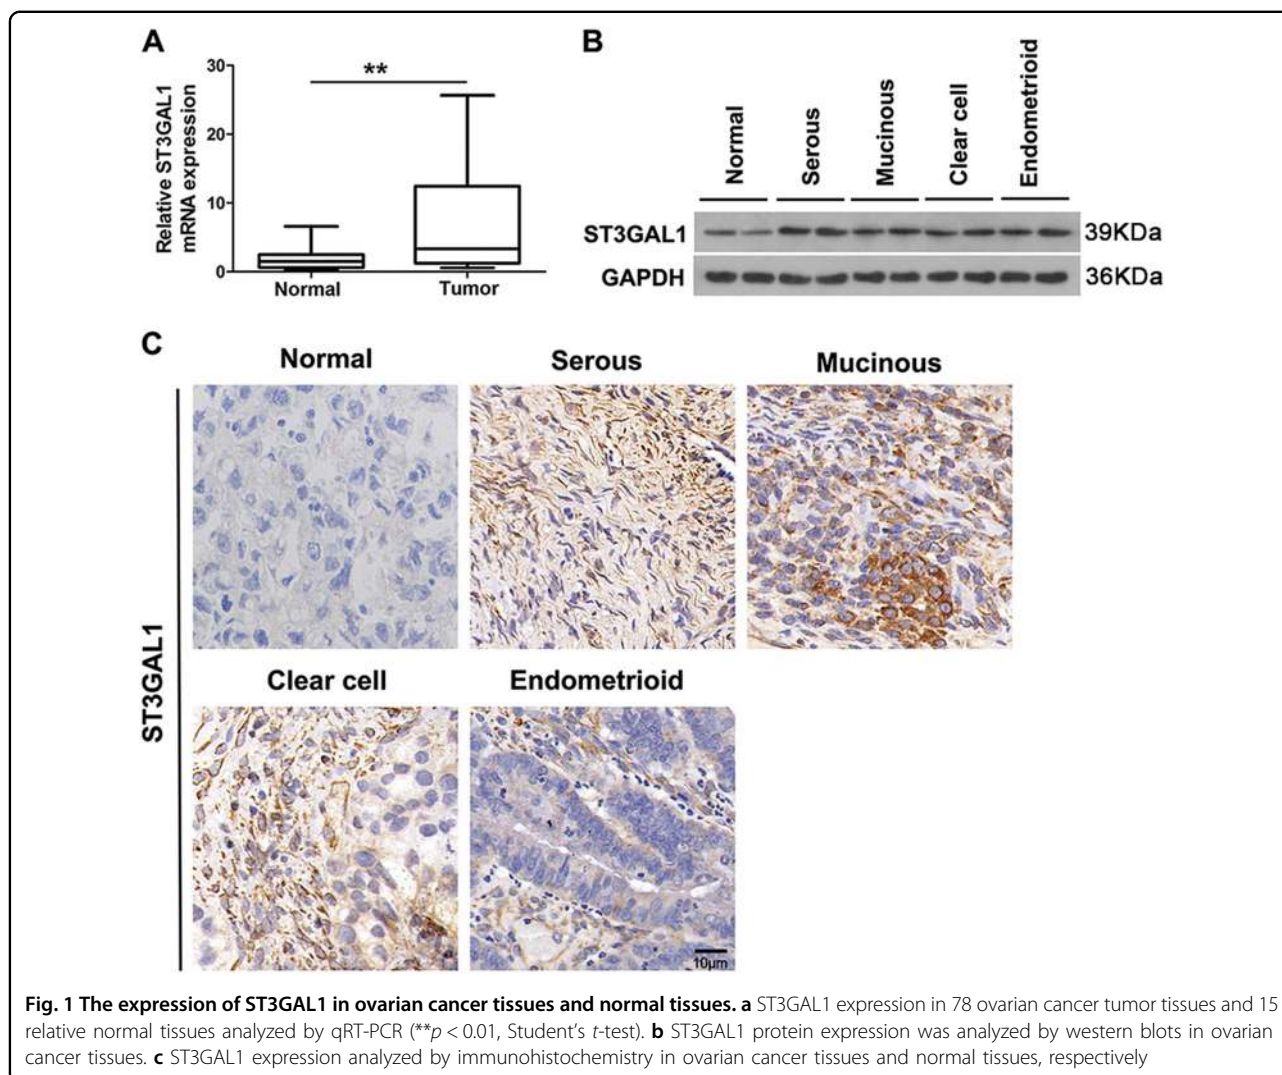 A
30
20
10
0
Relative ST3GAL1
mRNA expression
**
Normal
Tumor
B
Normal
Serous
Mucinous
Clear cell
Endometrioid
ST3GAL1
39KDa
GAPDH
36KDa
C
Normal
Serous
Mucinous
ST3GAL1
Clear cell
Endometrioid
10μm
Fig. 1 The expression of ST3GAL1 in ovarian cancer tissues and normal tissues. a ST3GAL1 expression in 78 ovarian cancer tumor tissues and 15
relative normal tissues analyzed by qRT-PCR (**p < 0.01, Student’s t-test). b ST3GAL1 protein expression was analyzed by western blots in ovarian
cancer tissues. c ST3GAL1 expression analyzed by immunohistochemistry in ovarian cancer tissues and normal tissues, respectively